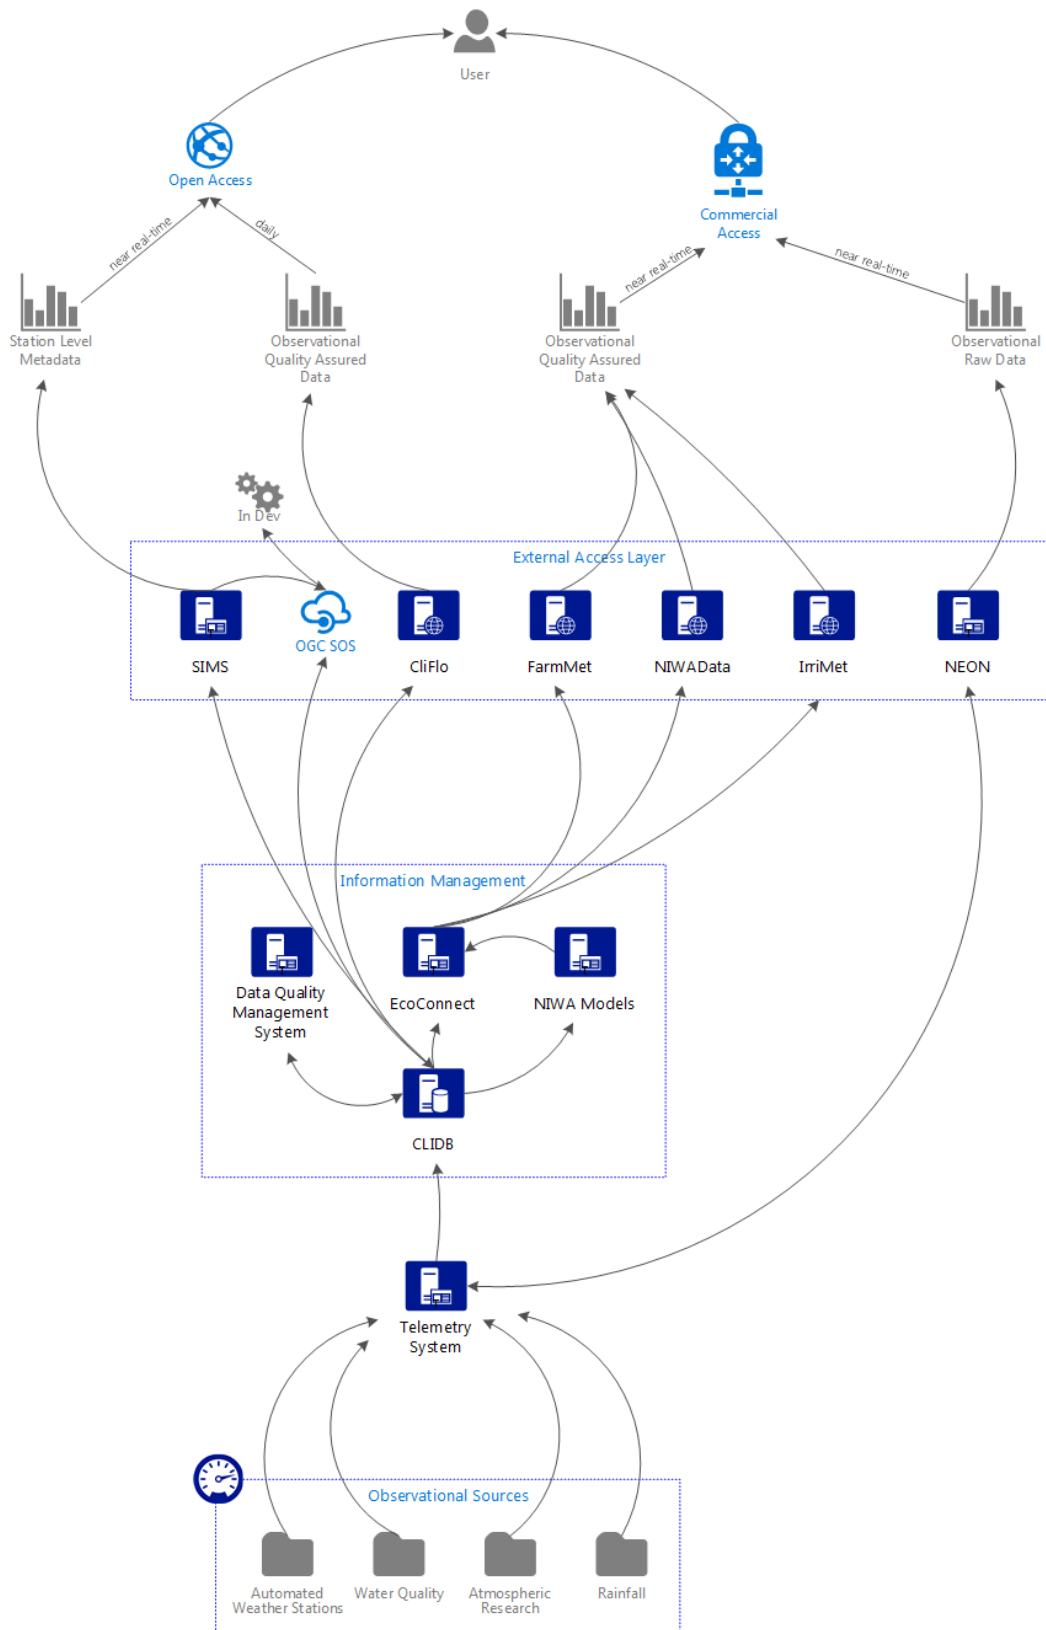 User
Open Access
Commercial
Access
near real-time
daily
near real-time
near real-time
Station Level
Metadata
Observational
Quality Assured
Data
Observational
Quality Assured
Data
Observational
Raw Data
In Dev
External Access Layer
SIMS
OGC SOS
CliFlo
FarmMet
NIWAData
IrriMet
NEON
Information Management
Data Quality
Management
System
EcoConnect
NIWA Models
CLIDB
Telemetry
System
Observational Sources
Automated
Weather Stations
Water Quality
Atmospheric
Research
Rainfall